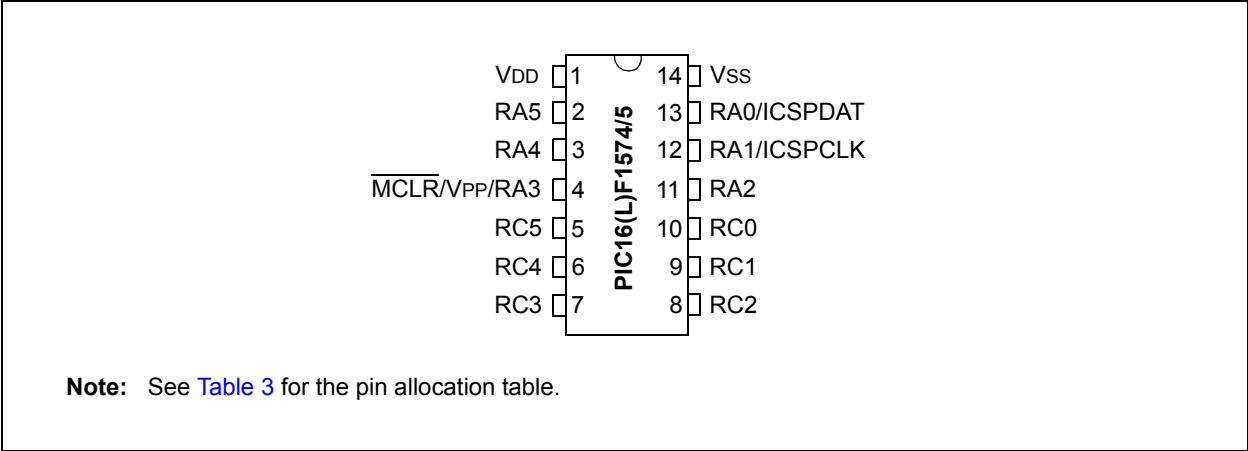 VDD 1 14 VSS
RA5 2 13 RA0/ICSPDAT
RA4 3 12 RA1/ICSPCLK
MCLR/VPP/RA3 4 11 RA2
RC5 5 10 RC0
RC4 6 9 RC1
RC3 7 8 RC2
PIC16(L)F1574/5
Note: See Table 3 for the pin allocation table.